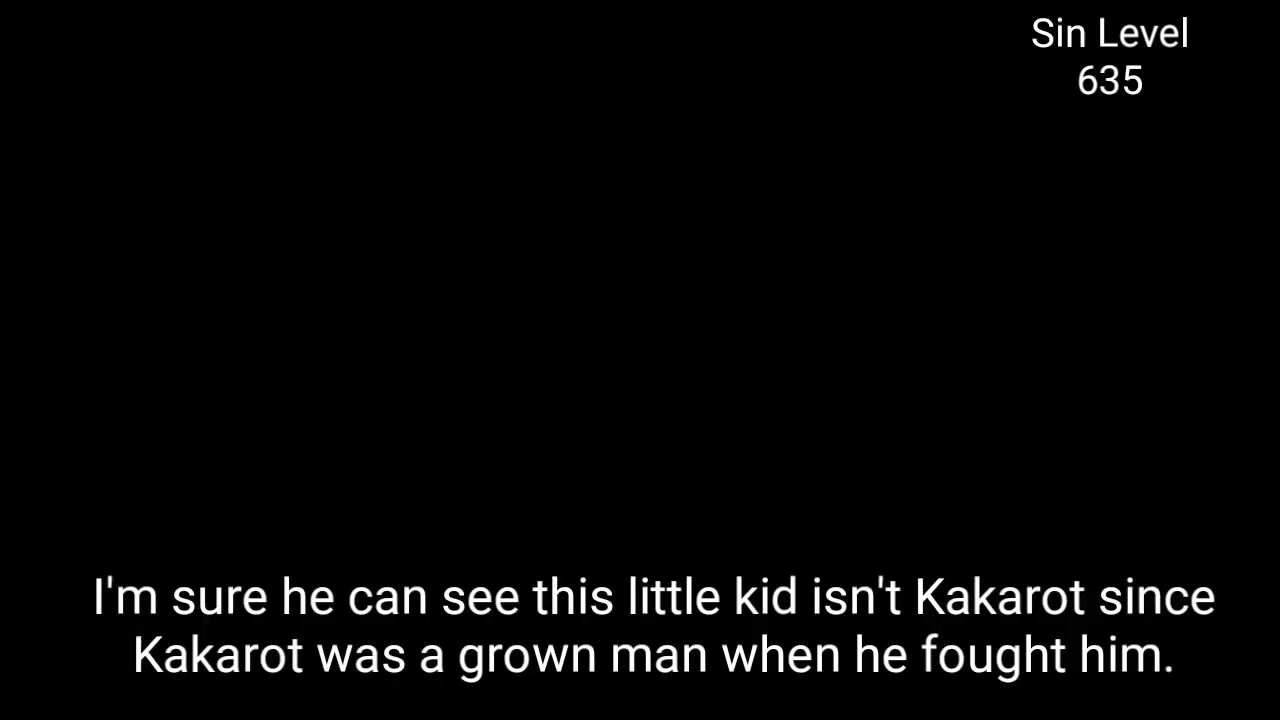 Sin Level
635
I'm sure he can see this little kid isn't Kakarot since
Kakarot was a grown man when he fought him.